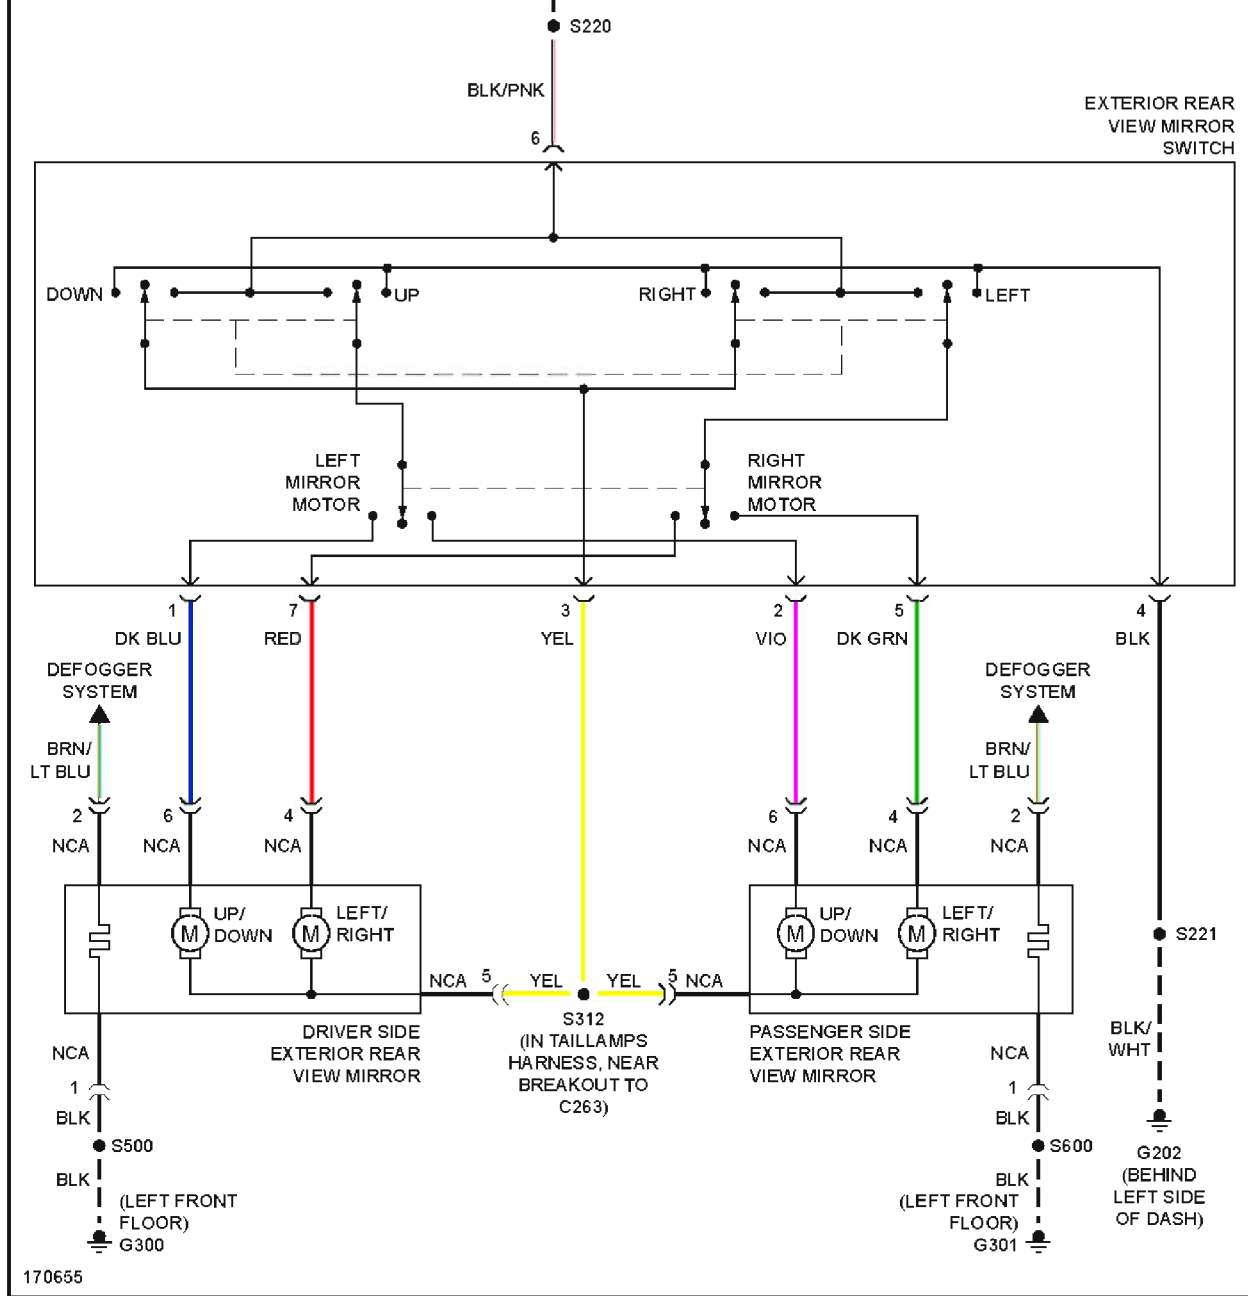 S220
BLK/PNK
6
EXTERIOR REAR
VIEW MIRROR
SWITCH
DOWN
UP
RIGHT
LEFT
LEFT
MIRROR
MOTOR
RIGHT
MIRROR
MOTOR
1
7
3
2
5
4
DK BLU
RED
YEL
VIO
DK GRN
BLK
DEFOGGER
SYSTEM
DEFOGGER
SYSTEM
BRN/
LT BLU
BRN/
LT BLU
2
6
4
6
4
2
NCA
NCA
NCA
NCA
NCA
NCA
M
UP/
DOWN
M
LEFT/
RIGHT
M
UP/
DOWN
M
LEFT/
RIGHT
S221
NCA
5
YEL
YEL
5
NCA
S312
(IN TAILLAMPS
HARNESS, NEAR
BREAKOUT TO
C263)
DRIVER SIDE
EXTERIOR REAR
VIEW MIRROR
PASSENGER SIDE
EXTERIOR REAR
VIEW MIRROR
BLK/
WHT
NCA
1
BLK
S500
BLK
(LEFT FRONT
FLOOR)
G300
NCA
1
BLK
S600
BLK
(LEFT FRONT
FLOOR)
G301
G202
(BEHIND
LEFT SIDE
OF DASH)
170655